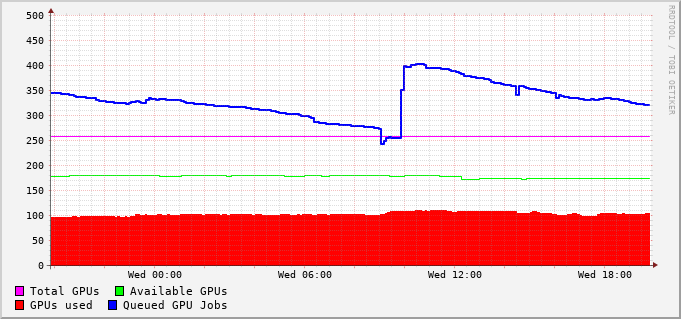 500
450
400
350
300
250
200
150
100
50
0
Wed 00:00 Wed 06:00 Wed 12:00 Wed 18:00
Total GPUs Available GPUs
GPUs used Queued GPU Jobs
RRDTOOL / TOBI OETIKER